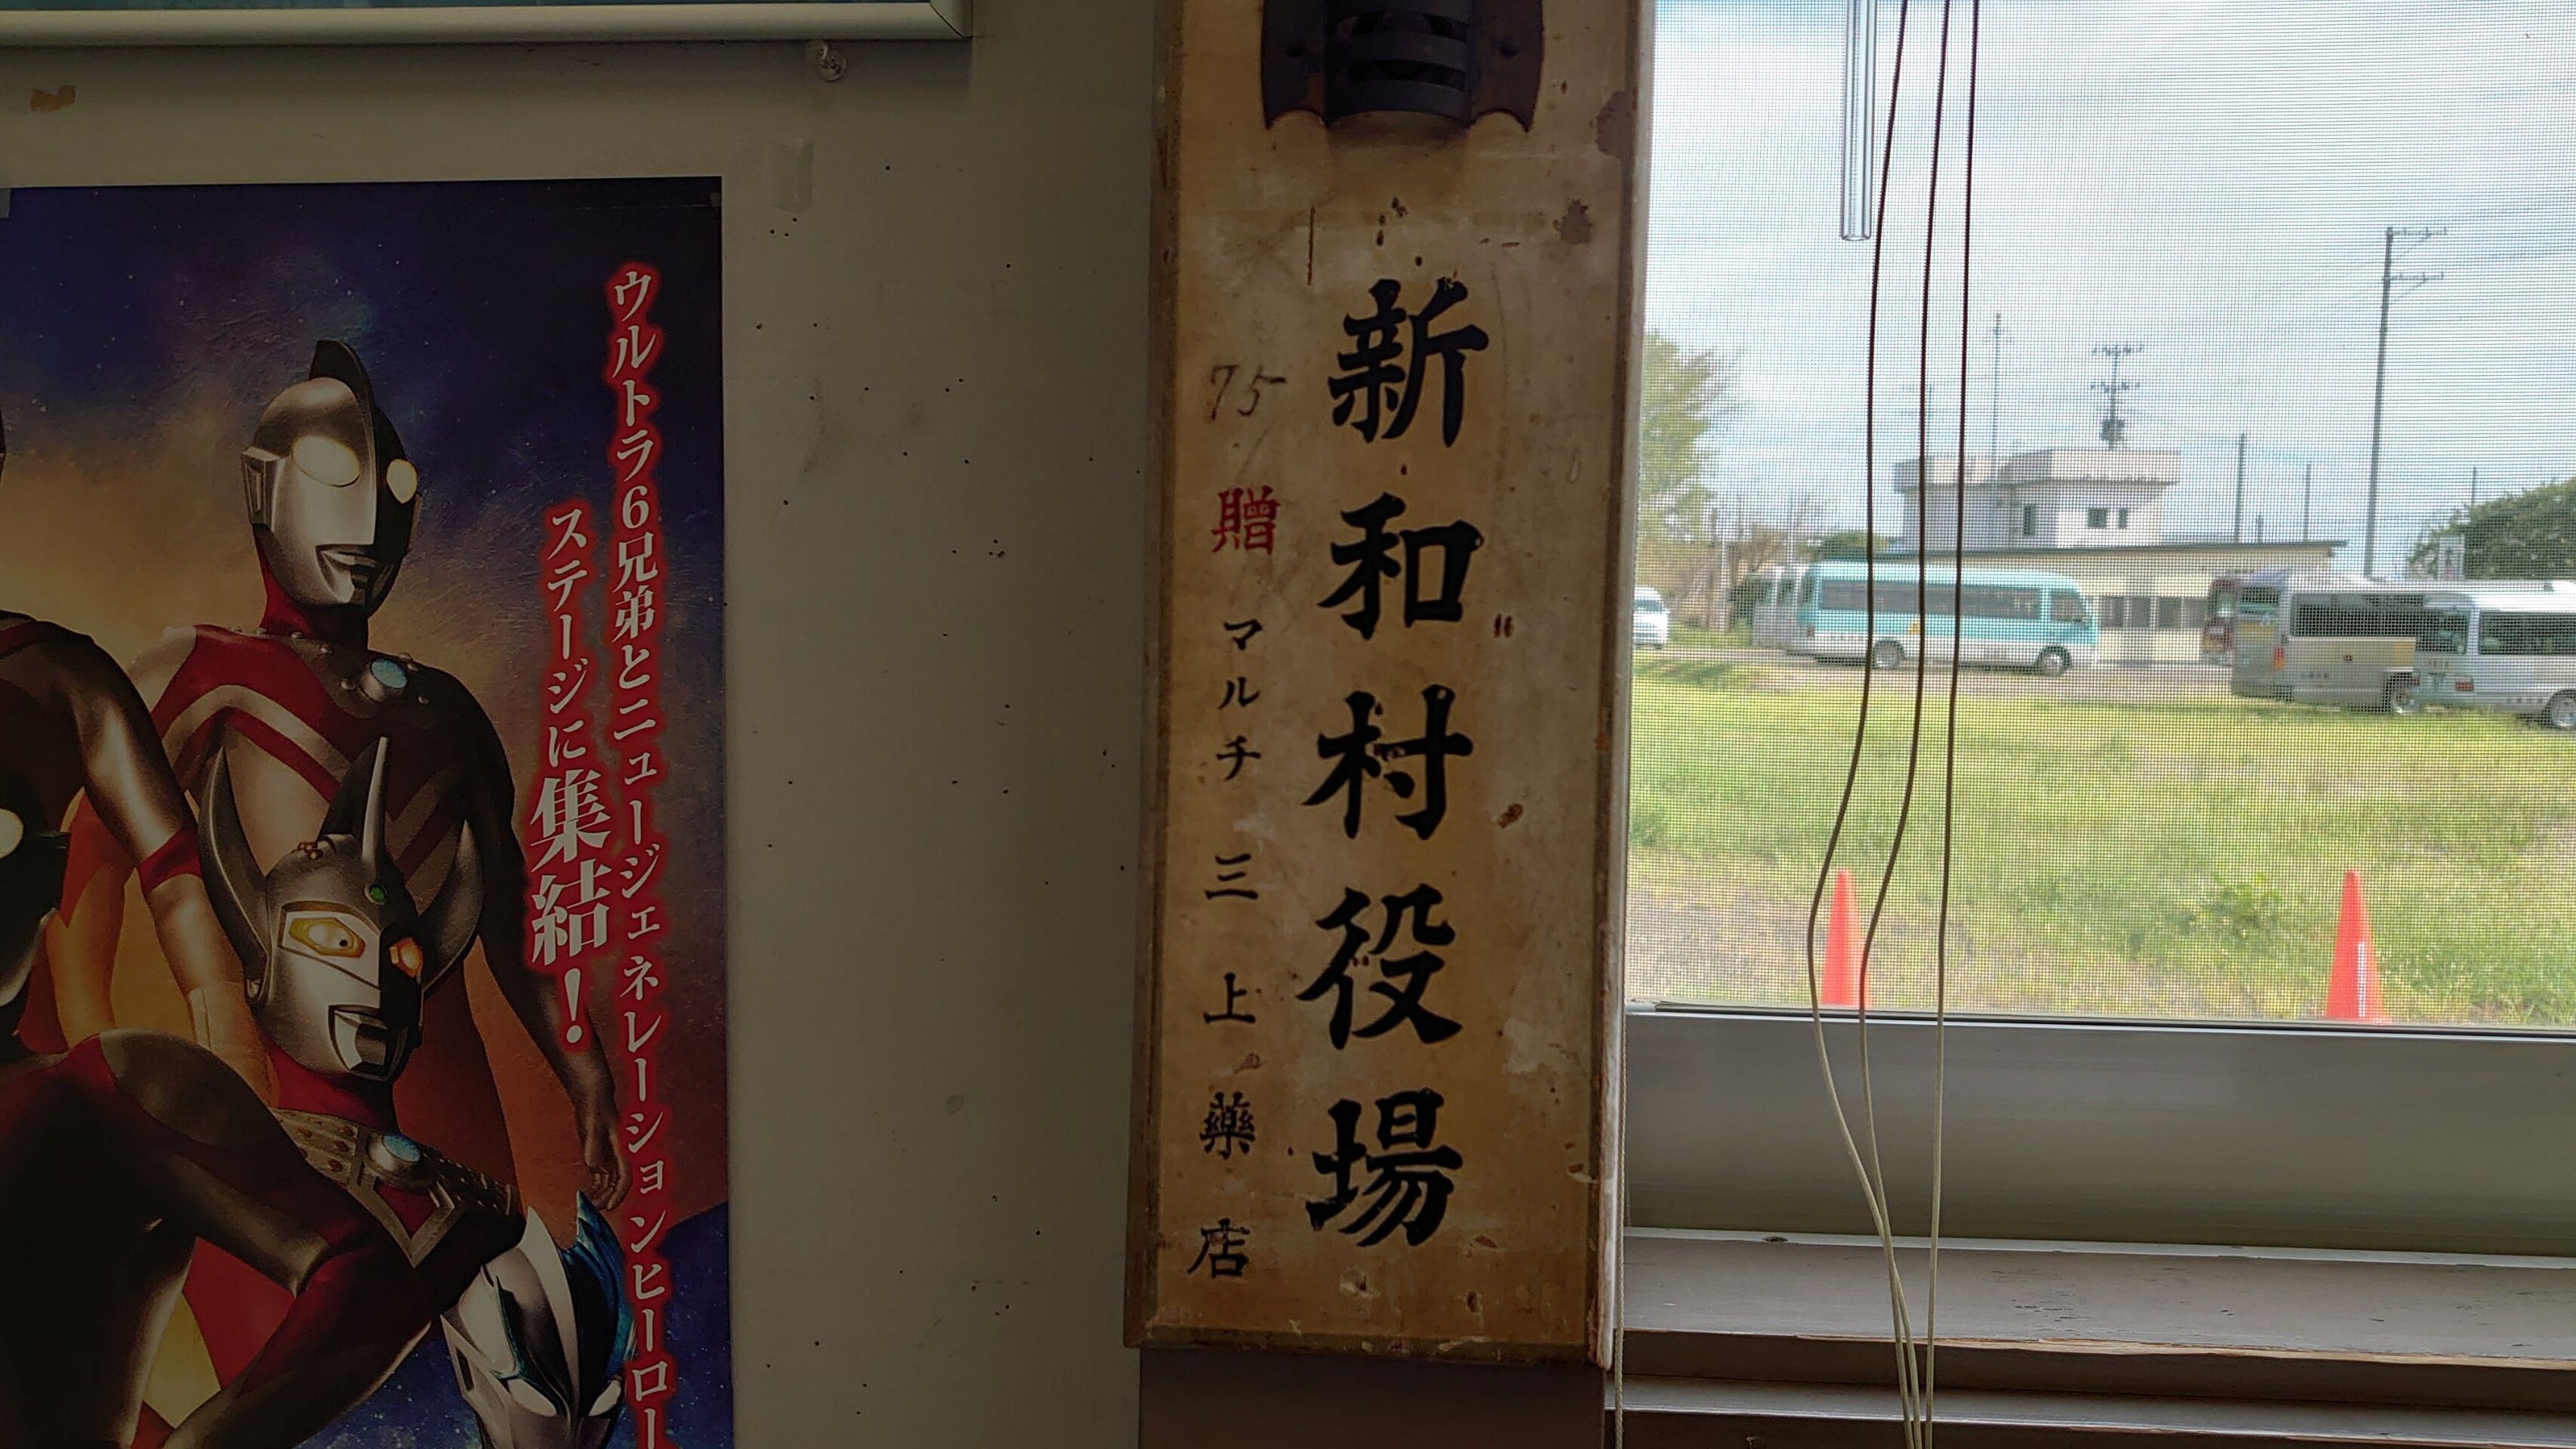 ウルトラ6兄弟とニュージェネレーションヒーロー
ステージに集結！
新和村役場
75
贈 マルチ三上藥店